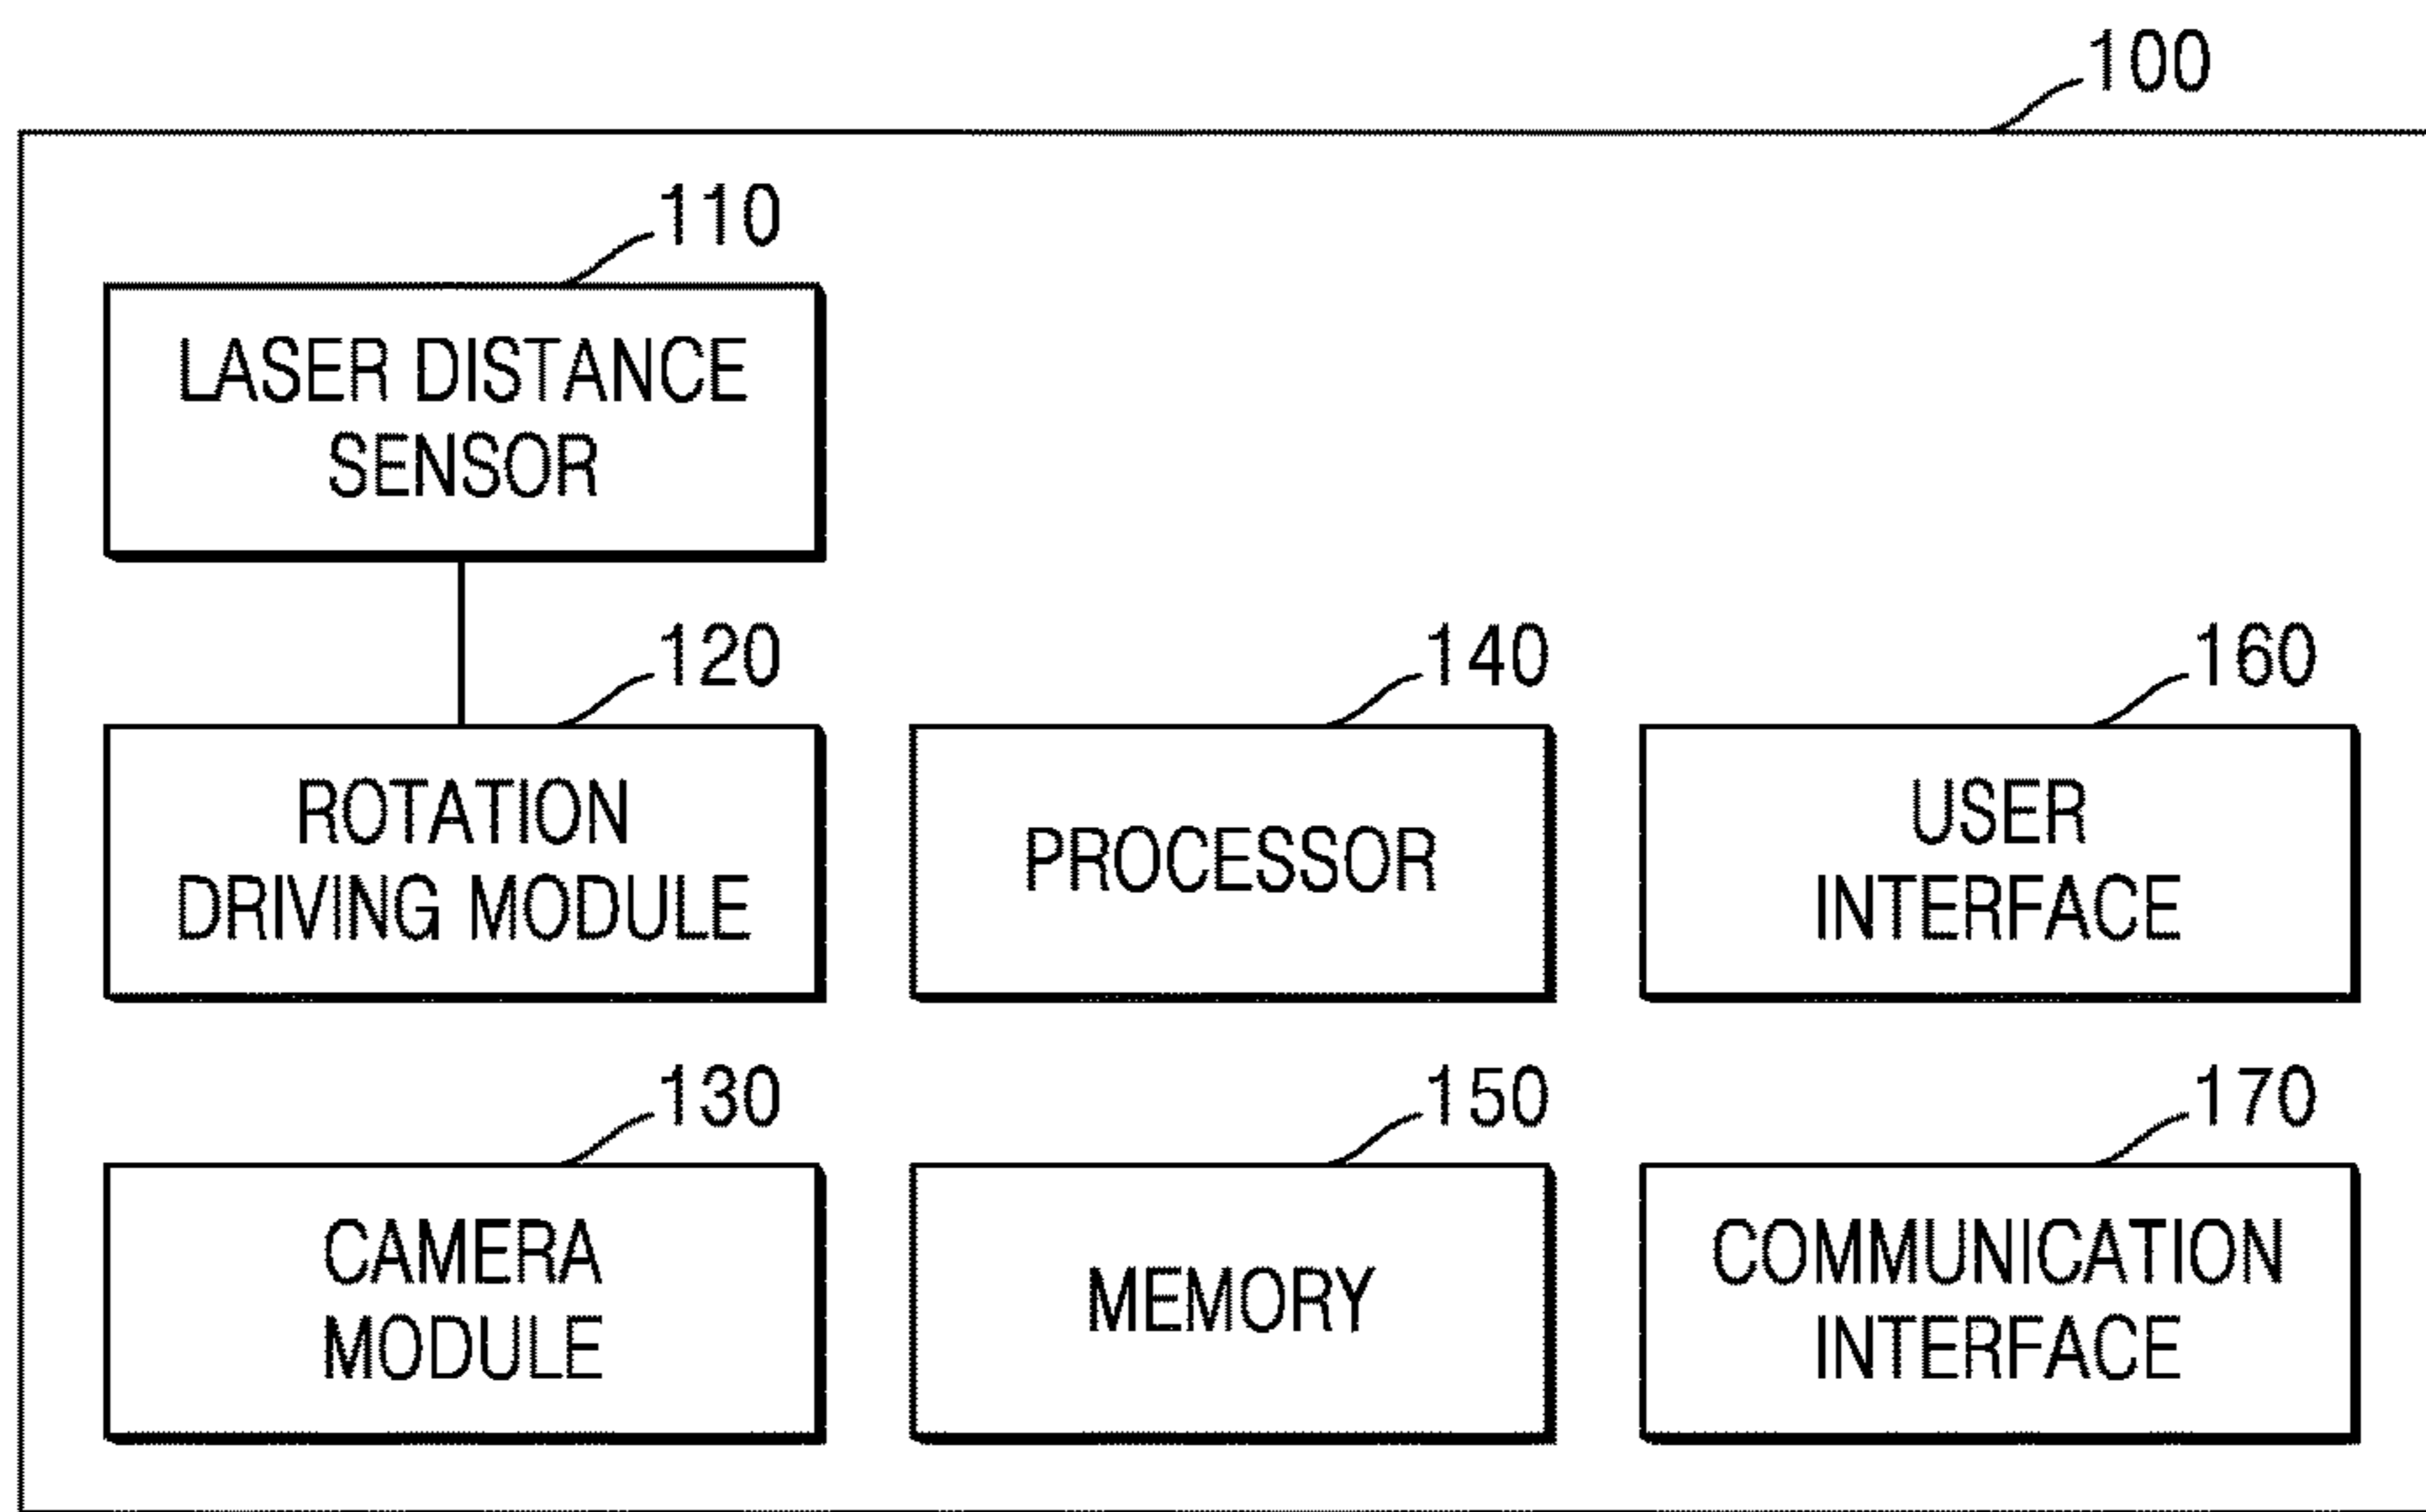 100
110
LASER DISTANCE
SENSOR
120
ROTATION
DRIVING MODULE
140
PROCESSOR
160
USER
INTERFACE
130
CAMERA
MODULE
150
MEMORY
170
COMMUNICATION
INTERFACE